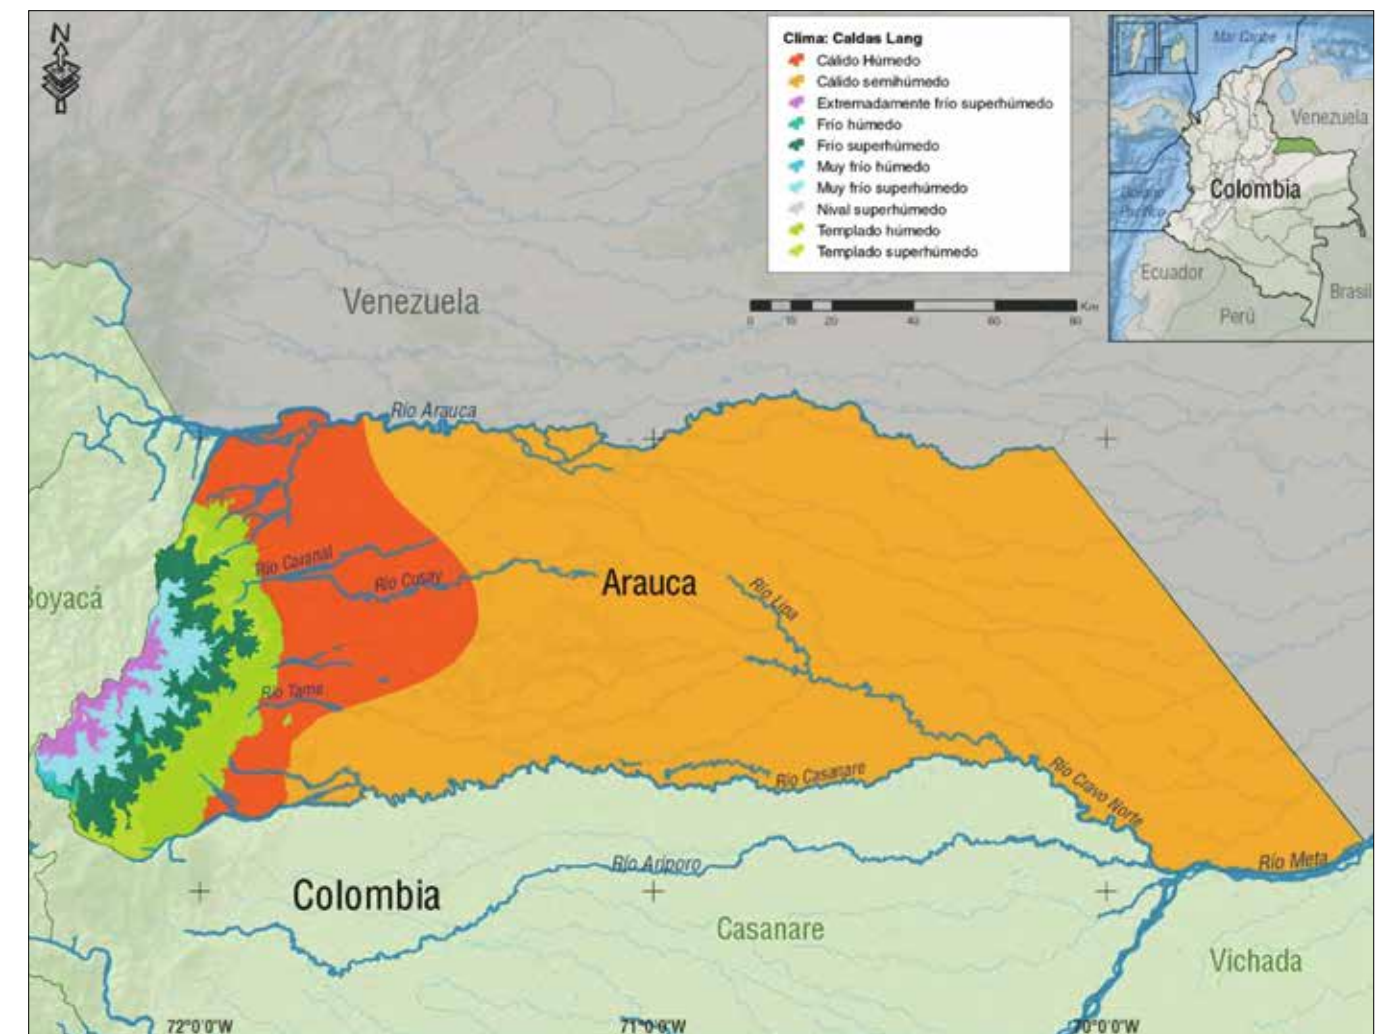 N
Clima: Caldas Lang
Cálido Húmedo
Cálido semihúmedo
Extremadamente frío superhúmedo
Frío húmedo
Frío superhúmedo
Muy frío húmedo
Muy frío superhúmedo
Nival superhúmedo
Templado húmedo
Templado superhúmedo
0 10 20 40 60 80 Km
Mar Caribe
Venezuela
Colombia
Océano
Pacífico
Ecuador
Perú
Brasil
Venezuela
Río Arauca
Río Caranal
Río Cusay
Arauca
Río Lipa
Boyacá
Río Tame
Río Casanare
Río Cravo Norte
Río Meta
Río Ariporo
Colombia
Casanare
Vichada
72°0'0"W
71°0'0"W
70°0'0"W